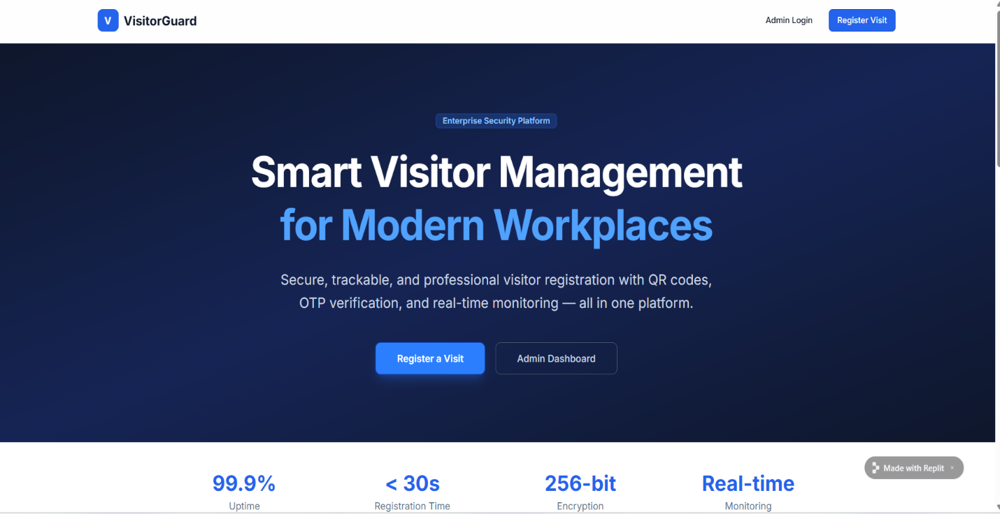 V VisitorGuard
Admin Login
Register Visit
Enterprise Security Platform
Smart Visitor Management
for Modern Workplaces
Secure, trackable, and professional visitor registration with QR codes,
OTP verification, and real-time monitoring — all in one platform.
Register a Visit
Admin Dashboard
99.9%
Uptime
< 30s
Registration Time
256-bit
Encryption
Real-time
Monitoring
Made with Replit ×